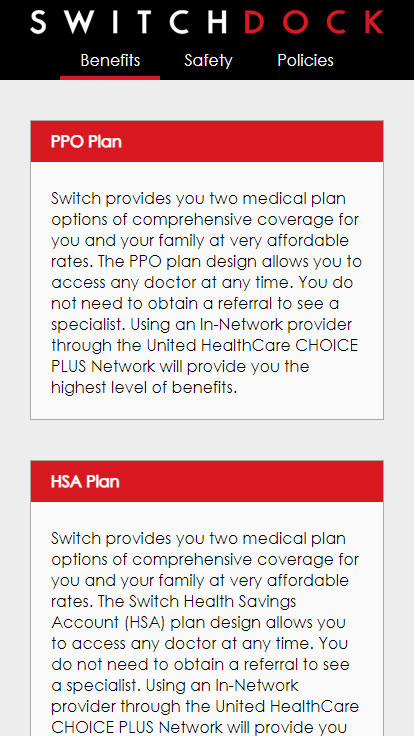 SWITCHDOCK
Benefits Safety Policies
PPO Plan
Switch provides you two medical plan
options of comprehensive coverage for
you and your family at very affordable
rates. The PPO plan design allows you to
access any doctor at any time. You do
not need to obtain a referral to see a
specialist. Using an In-Network provider
through the United HealthCare CHOICE
PLUS Network will provide you the
highest level of benefits.
HSA Plan
Switch provides you two medical plan
options of comprehensive coverage for
you and your family at very affordable
rates. The Switch Health Savings
Account (HSA) plan design allows you
to access any doctor at any time. You
do not need to obtain a referral to see
a specialist. Using an In-Network
provider through the United HealthCare
CHOICE PLUS Network will provide you